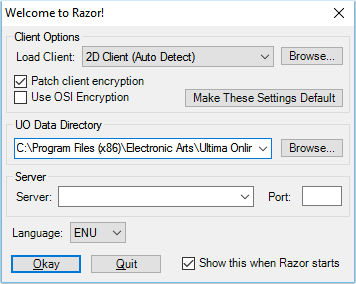 Welcome to Razor!
Client Options
Load Client: 2D Client (Auto Detect) Browse...
Patch client encryption
Use OSI Encryption Make These Settings Default
UO Data Directory
C:\Program Files (x86)\Electronic Arts\Ultima Onlir Browse...
Server
Server: Port:
Language: ENU
Okay Quit Show this when Razor starts